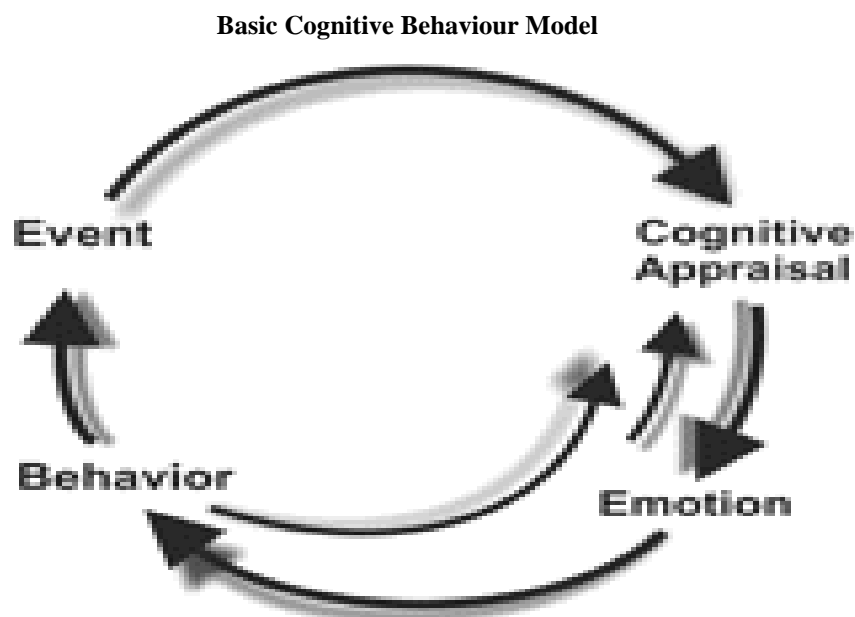 Basic Cognitive Behaviour Model
Event
Cognitive
Appraisal
Behavior
Emotion